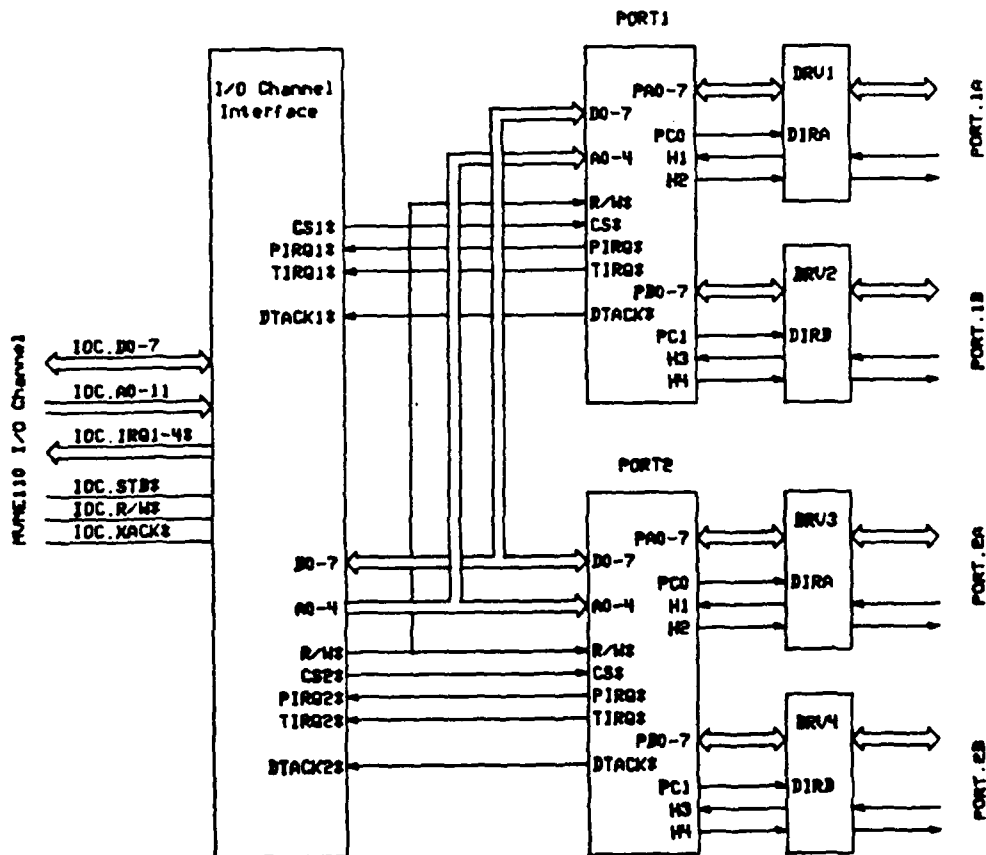 PORT1
I/O Channel
Interface
D0-7
A0-4
R/W*
CS*
PIRQ*
TIRQ*
DTACK*
PA0-7
PC0
H1
H2
PB0-7
PC1
H3
H4
DRV1
DIRA
PORT.1A
DRV2
DIRB
PORT.1B
CS1*
PIRQ1*
TIRQ1*
DTACK1*
MVME110 I/O Channel
IOC.D0-7
IOC.A0-11
IOC.IRQ1-4*
IOC.STB*
IOC.R/W*
IOC.XACK*
D0-7
A0-4
R/W*
CS2*
PIRQ2*
TIRQ2*
DTACK2*
PORT2
D0-7
A0-4
R/W*
CS*
PIRQ*
TIRQ*
DTACK*
PA0-7
PC0
H1
H2
PB0-7
PC1
H3
H4
DRV3
DIRA
PORT.2A
DRV4
DIRB
PORT.2B